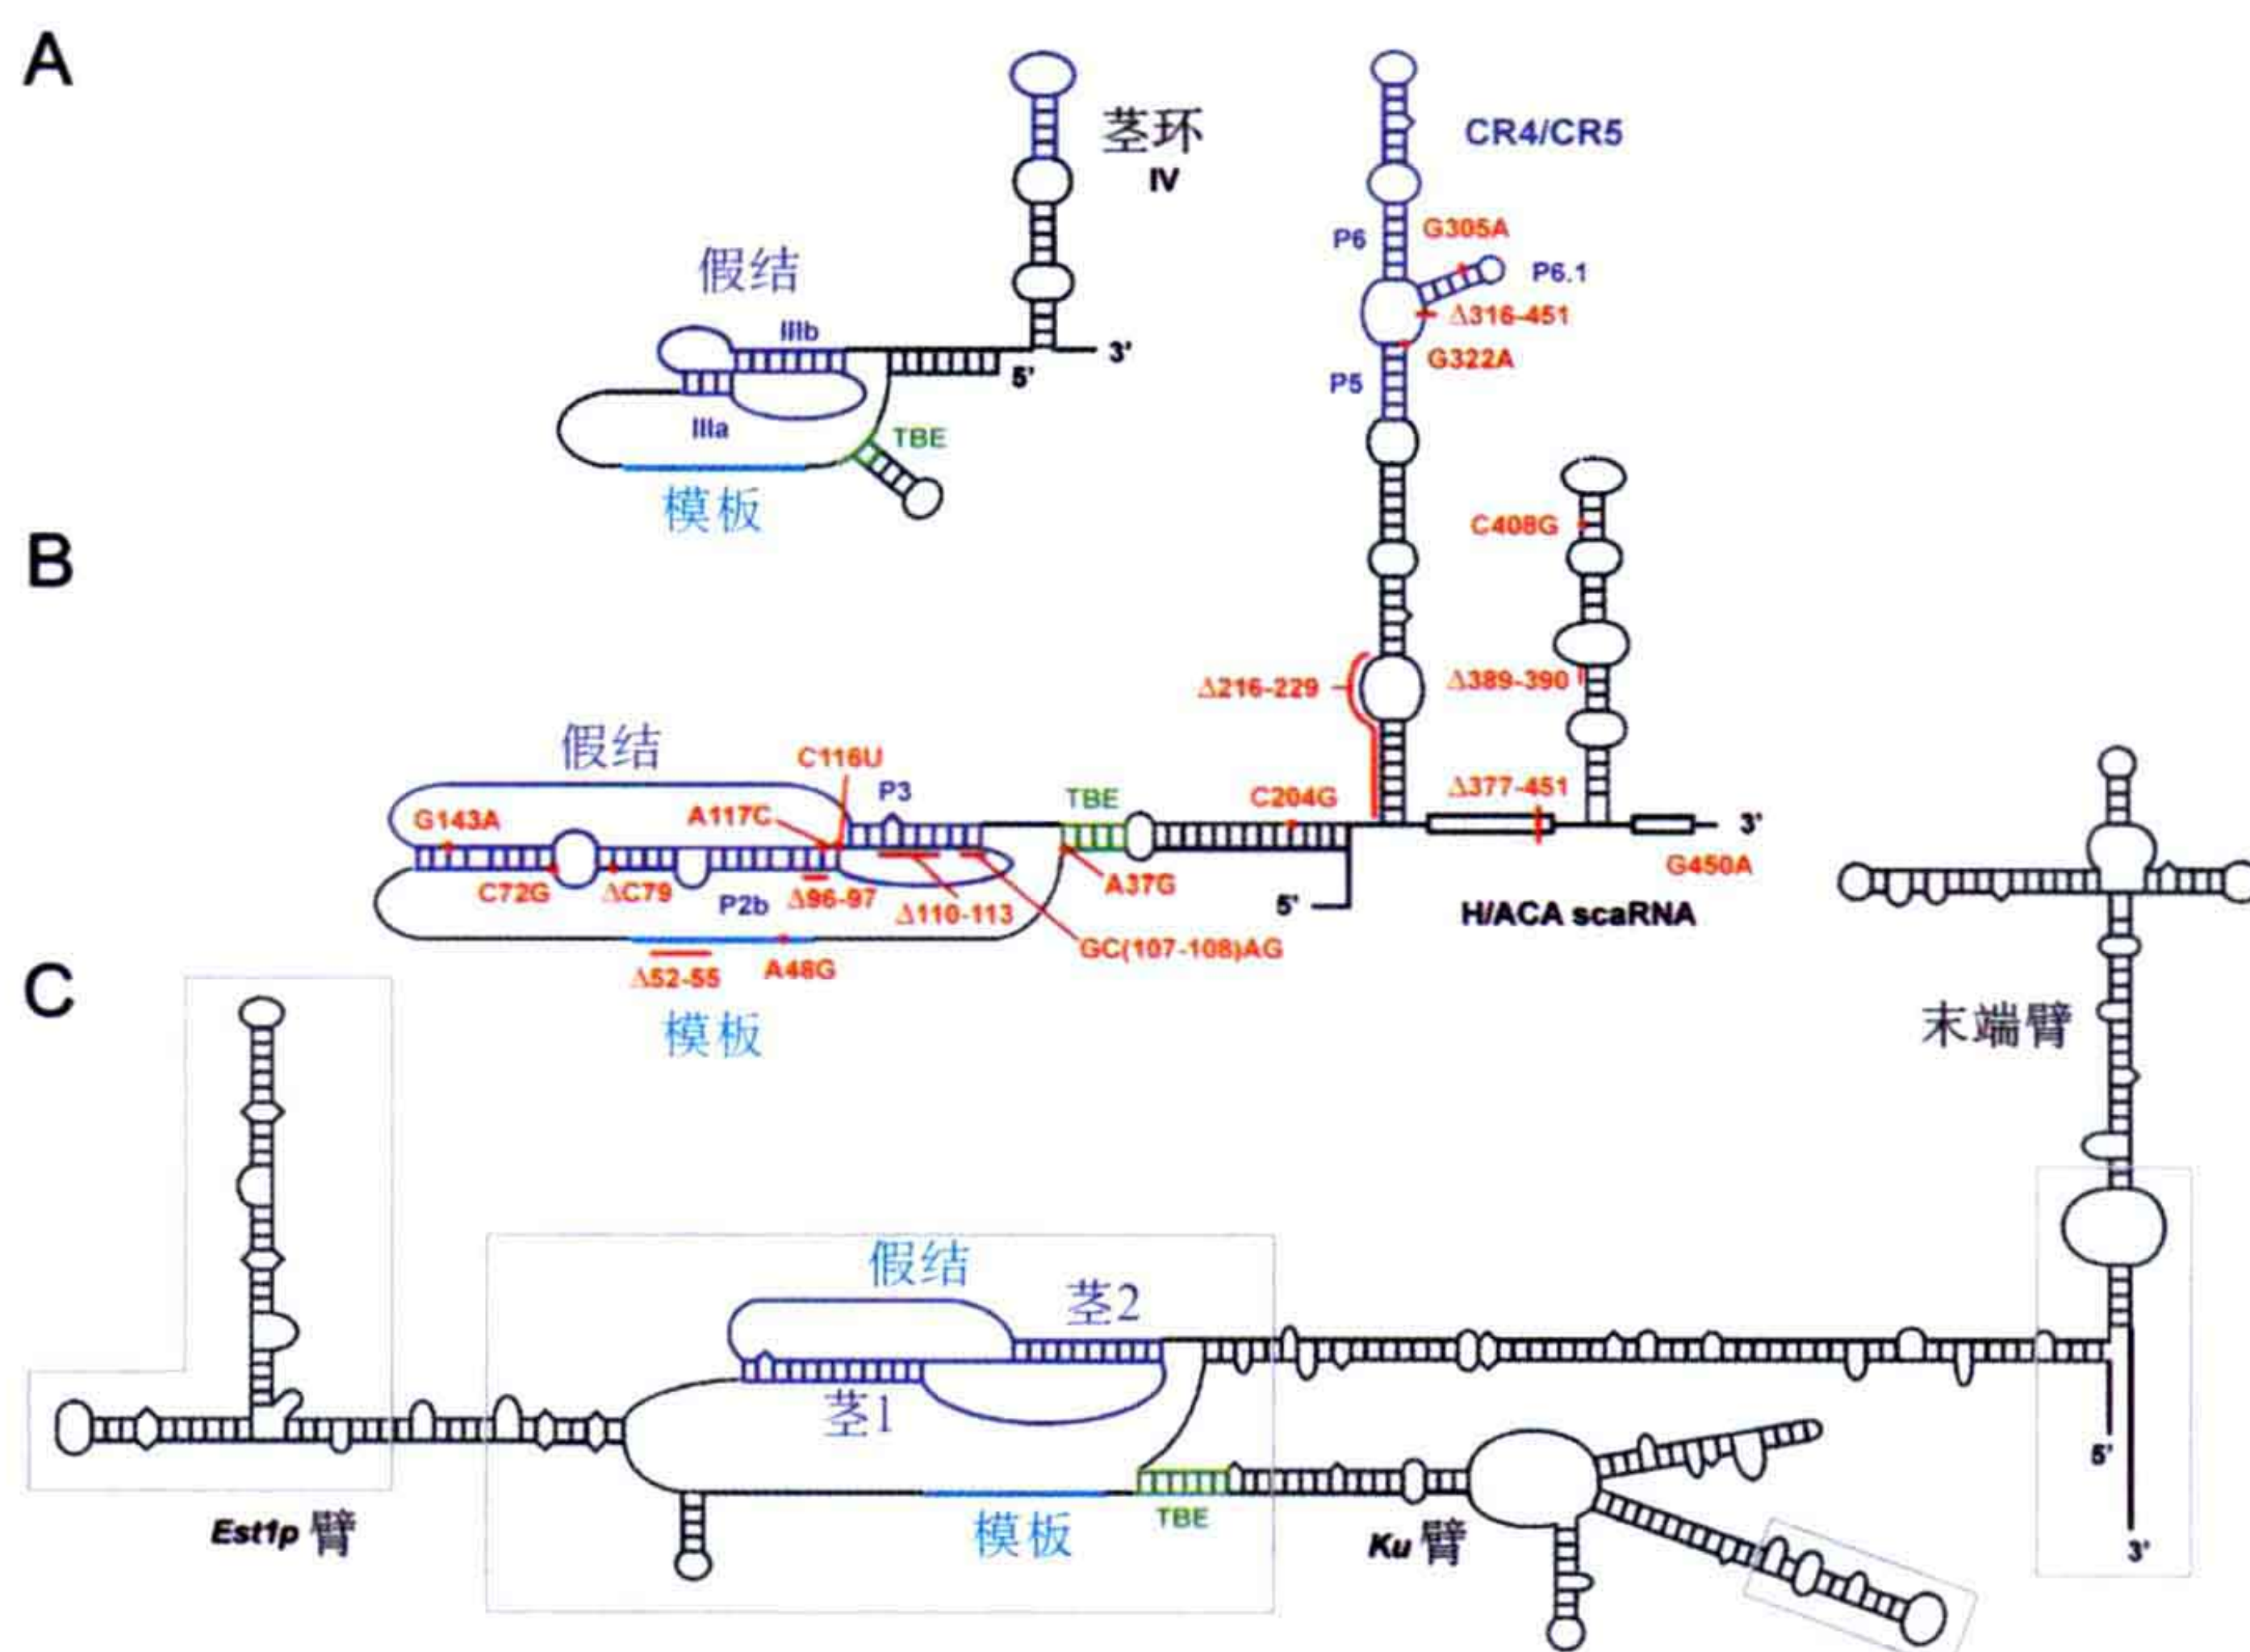 A
茎环
IV
CR4/CR5
P6
G305A
P6.1
Δ316-451
G322A
P5
假结
IIIb
3'
5'
IIIa
TBE
模板
B
C408G
Δ216-229
Δ389-390
假结
C116U
P3
G143A
A117C
TBE
C204G
Δ377-451
3'
G450A
C72G
ΔC79
P2b
Δ96-97
Δ110-113
A37G
5'
H/ACA scaRNA
GC(107-108)AG
Δ52-55
A48G
模板
C
末端臂
假结
茎2
茎1
5'
Est1p 臂
模板
TBE
Ku 臂
3'